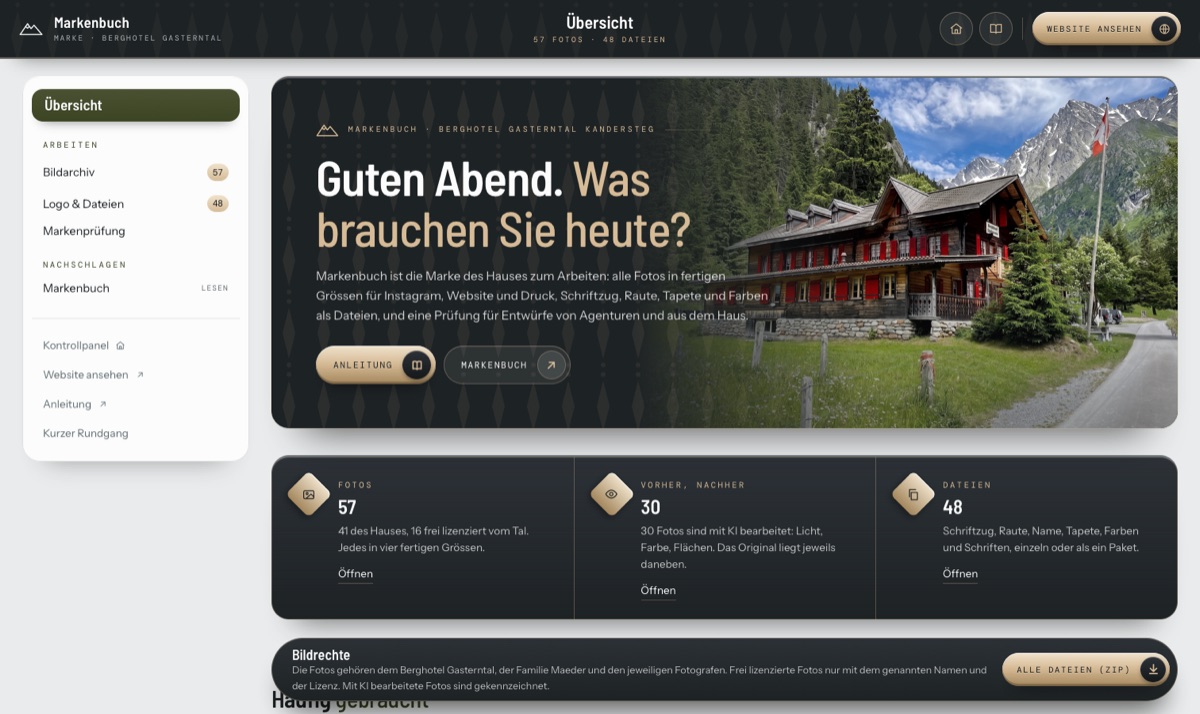 Markenbuch
MARKE · BERGHOTEL GASTERNTAL
Übersicht
57 FOTOS · 48 DATEIEN
WEBSITE ANSEHEN
Übersicht
ARBEITEN
Bildarchiv 57
Logo & Dateien 48
Markenprüfung
NACHSCHLAGEN
Markenbuch LESEN
Kontrollpanel
Website ansehen ↗
Anleitung ↗
Kurzer Rundgang
MARKENBUCH · BERGHOTEL GASTERNTAL KANDERSTEG
Guten Abend. Was
brauchen Sie heute?
Markenbuch ist die Marke des Hauses zum Arbeiten: alle Fotos in fertigen
Grössen für Instagram, Website und Druck, Schriftzug, Raute, Tapete und Farben
als Dateien, und eine Prüfung für Entwürfe von Agenturen und aus dem Haus.
ANLEITUNG
MARKENBUCH ↗
FOTOS
57
41 des Hauses, 16 frei lizenziert vom Tal.
Jedes in vier fertigen Grössen.
Öffnen
VORHER, NACHHER
30
30 Fotos sind mit KI bearbeitet: Licht,
Farbe, Flächen. Das Original liegt jeweils
daneben.
Öffnen
DATEIEN
48
Schriftzug, Raute, Name, Tapete, Farben
und Schriften, einzeln oder als ein Paket.
Öffnen
Bildrechte
Die Fotos gehören dem Berghotel Gasterntal, der Familie Maeder und den jeweiligen Fotografen. Frei lizenzierte Fotos nur mit dem genannten Namen und
der Lizenz. Mit KI bearbeitete Fotos sind gekennzeichnet.
ALLE DATEIEN (ZIP)
Häufig gebraucht